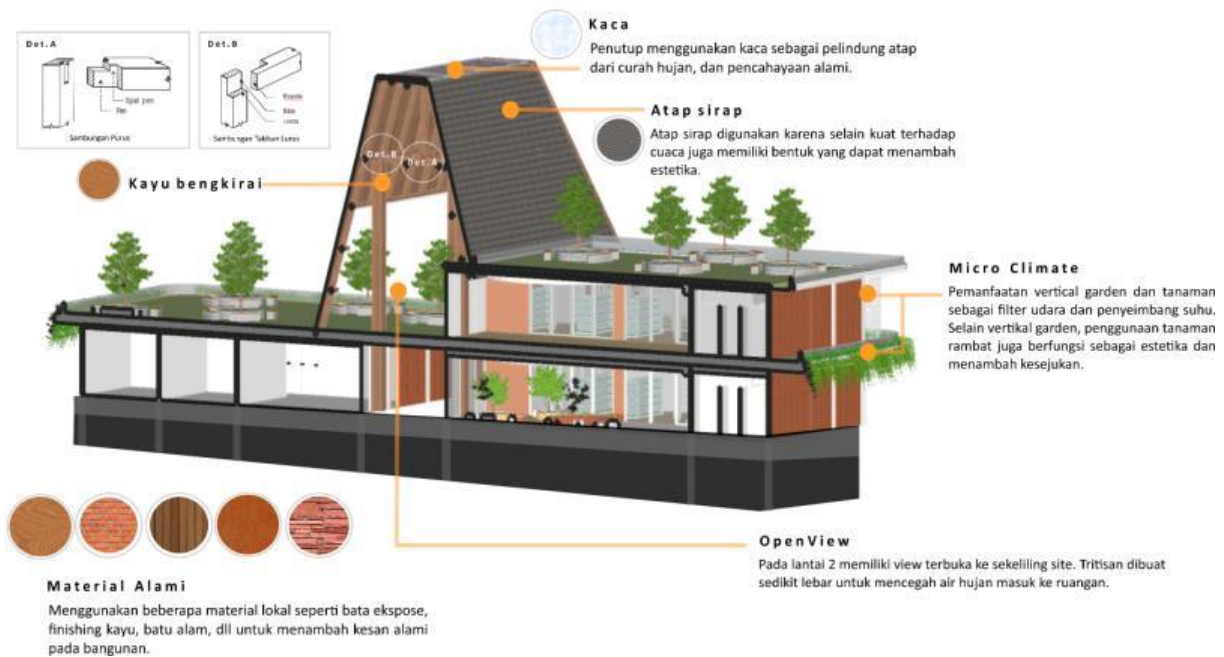 Det.A
Sambungan Purus
Det.B
Kaca
Penutup menggunakan kaca sebagai pelindung atap
dari curah hujan, dan pencahayaan alami.
Atap sirap
Atap sirap digunakan karena selain kuat terhadap
cuaca juga memiliki bentuk yang dapat menambah
estetika.
Kayu bengkirai
Det.B
Det.A
Micro Climate
Pemanfaatan vertical garden dan tanaman
sebagai filter udara dan penyeimbang suhu.
Selain vertikal garden, penggunaan tanaman
rambat juga berfungsi sebagai estetika dan
menambah kesejukan.
OpenView
Pada lantai 2 memiliki view terbuka ke sekeliling site. Tritisan dibuat
sedikit lebar untuk mencegah air hujan masuk ke ruangan.
Material Alami
Menggunakan beberapa material lokal seperti bata ekspose,
finishing kayu, batu alam, dll untuk menambah kesan alami
pada bangunan.